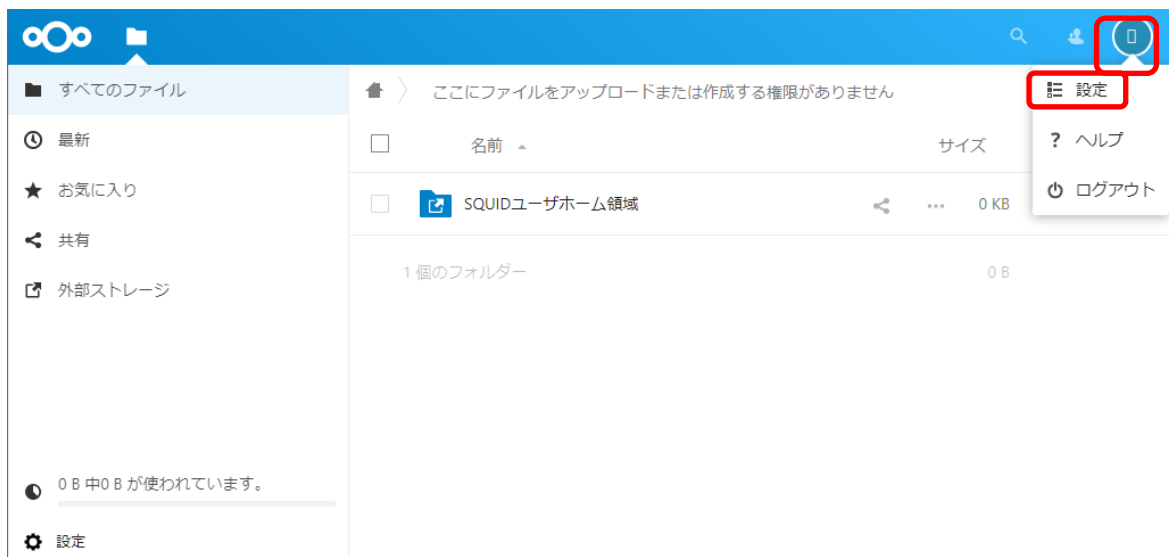 すべてのファイル
最新
お気に入り
共有
外部ストレージ
0 B 中0 B が使われています。
設定
ここにファイルをアップロードまたは作成する権限がありません
名前 サイズ
SQUIDユーザホーム領域 0 KB
1 個のフォルダー 0 B
設定
? ヘルプ
ログアウト